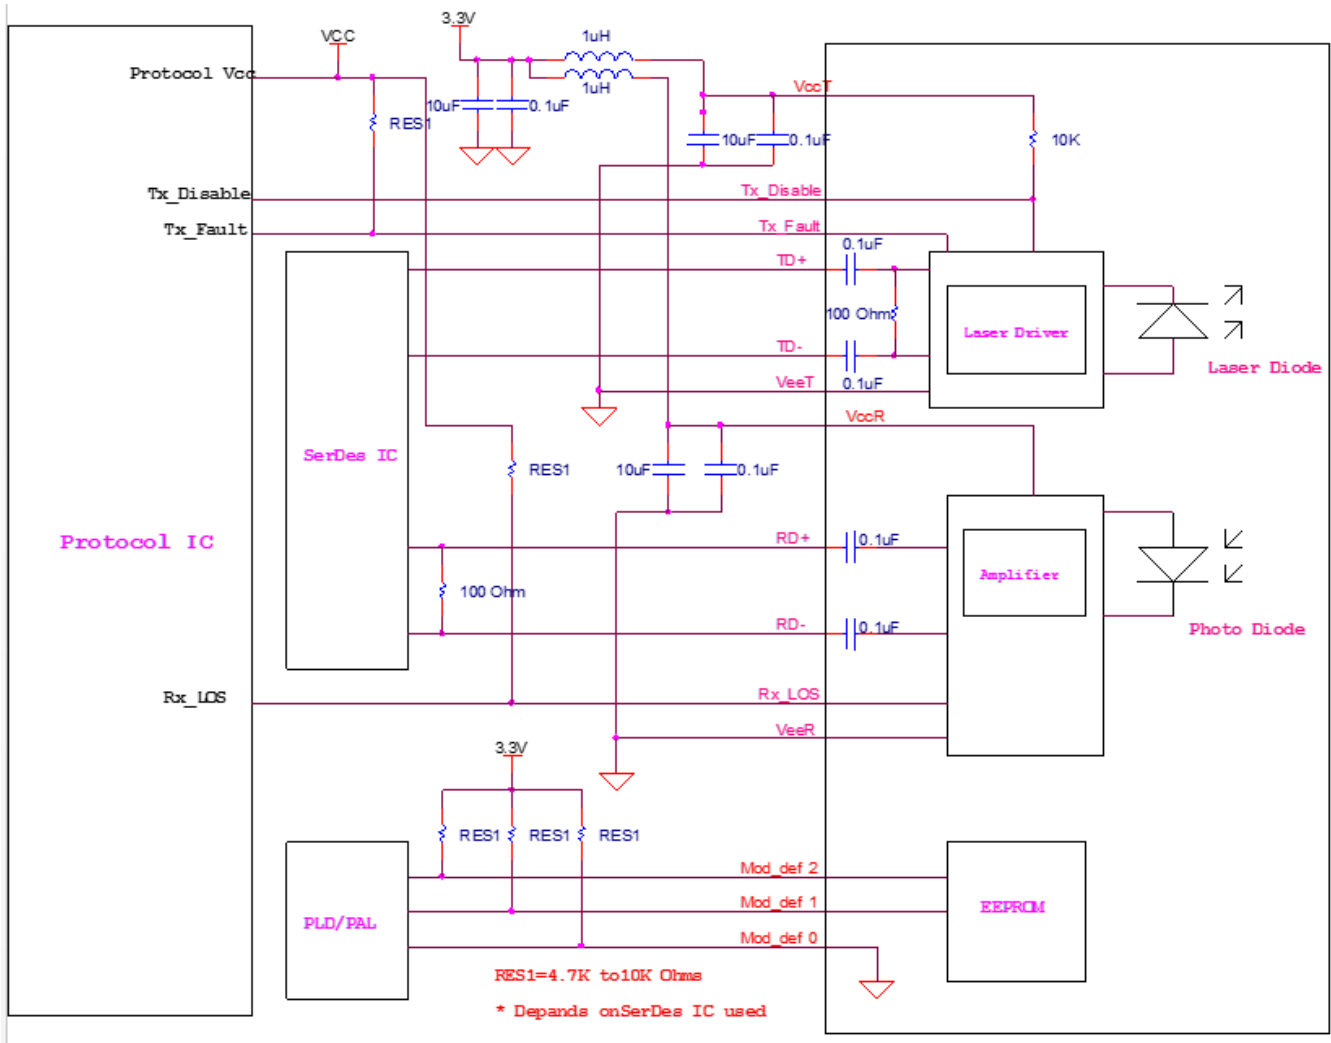 3.3V
VCC
1uH
Protocol Vcc
1uH
VccT
10uF
0.1uF
RES1
10uF
0.1uF
10K
Tx_Disable
Tx_Disable
Tx_Fault
Tx_Fault
0.1uF
TD+
100 Ohm
Laser Driver
TD-
Laser Diode
VeeT
0.1uF
VccR
SerDes IC
RES1
10uF
0.1uF
Protocol IC
RD+
0.1uF
Amplifier
100 Ohm
RD-
0.1uF
Photo Diode
Rx_LOS
Rx_LOS
VeeR
3.3V
RES1
RES1
RES1
Mod_def 2
Mod_def 1
EEPROM
PLD/PAL
Mod_def 0
RES1=4.7K to10K Ohms
* Depands onSerDes IC used